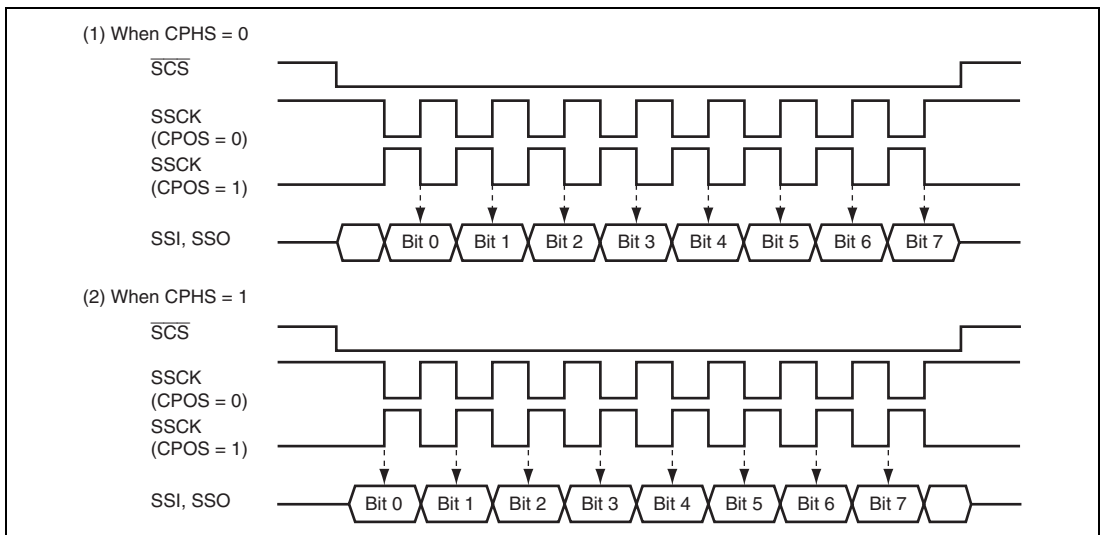 (1) When CPHS = 0
SCS
SSCK
(CPOS = 0)
SSCK
(CPOS = 1)
SSI, SSO
Bit 0 Bit 1 Bit 2 Bit 3 Bit 4 Bit 5 Bit 6 Bit 7
(2) When CPHS = 1
SCS
SSCK
(CPOS = 0)
SSCK
(CPOS = 1)
SSI, SSO
Bit 0 Bit 1 Bit 2 Bit 3 Bit 4 Bit 5 Bit 6 Bit 7